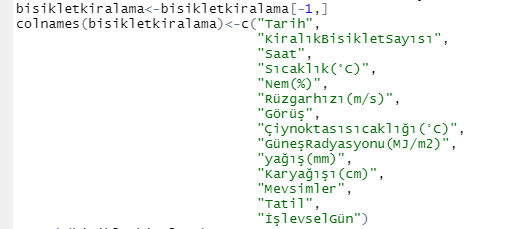 bisikletkiralama<-bisikletkiralama[-1,]
colnames(bisikletkiralama)<-c("Tarih",
"KiralıkBisikletSayısı",
"Saat",
"Sıcaklık(°C)",
"Nem(%)",
"Rüzgarhızı(m/s)",
"Görüş",
"Çiynoktasısıcaklığı(°C)",
"GüneşRadyasyonu(MJ/m2)",
"yağış(mm)",
"Karyağışı(cm)",
"Mevsimler",
"Tatil",
"İşlevselGün")